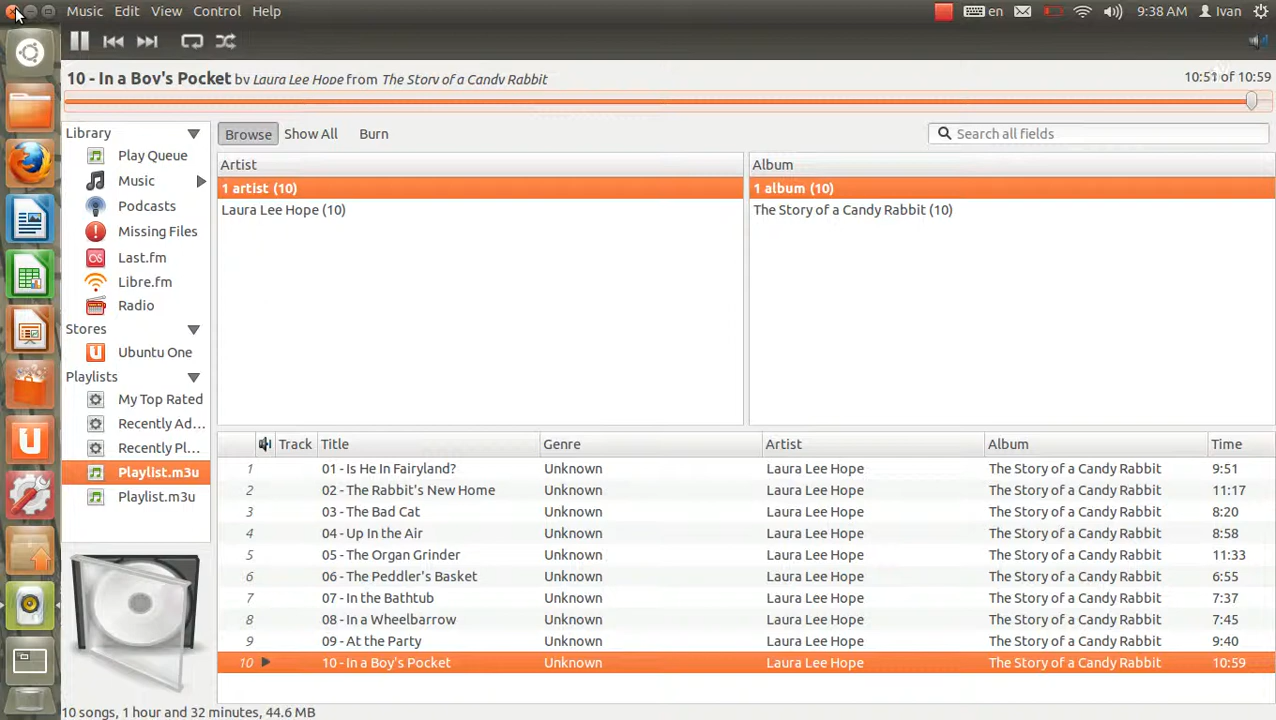 Music Edit View Control Help en 9:38 AM Ivan
10 - In a Boy's Pocket by Laura Lee Hope from The Story of a Candy Rabbit 10:51 of 10:59
Library
Play Queue
Music
Podcasts
Missing Files
Last.fm
Libre.fm
Radio
Stores
Ubuntu One
Playlists
My Top Rated
Recently Ad...
Recently Pl...
Playlist.m3u
Playlist.m3u
Browse Show All Burn Search all fields
Artist Album
1 artist (10) 1 album (10)
Laura Lee Hope (10) The Story of a Candy Rabbit (10)
Track Title Genre Artist Album Time
1 01 - Is He In Fairyland? Unknown Laura Lee Hope The Story of a Candy Rabbit 9:51
2 02 - The Rabbit's New Home Unknown Laura Lee Hope The Story of a Candy Rabbit 11:17
3 03 - The Bad Cat Unknown Laura Lee Hope The Story of a Candy Rabbit 8:20
4 04 - Up In the Air Unknown Laura Lee Hope The Story of a Candy Rabbit 8:58
5 05 - The Organ Grinder Unknown Laura Lee Hope The Story of a Candy Rabbit 11:33
6 06 - The Peddler's Basket Unknown Laura Lee Hope The Story of a Candy Rabbit 6:55
7 07 - In the Bathtub Unknown Laura Lee Hope The Story of a Candy Rabbit 7:37
8 08 - In a Wheelbarrow Unknown Laura Lee Hope The Story of a Candy Rabbit 7:45
9 09 - At the Party Unknown Laura Lee Hope The Story of a Candy Rabbit 9:40
10 10 - In a Boy's Pocket Unknown Laura Lee Hope The Story of a Candy Rabbit 10:59
10 songs, 1 hour and 32 minutes, 44.6 MB